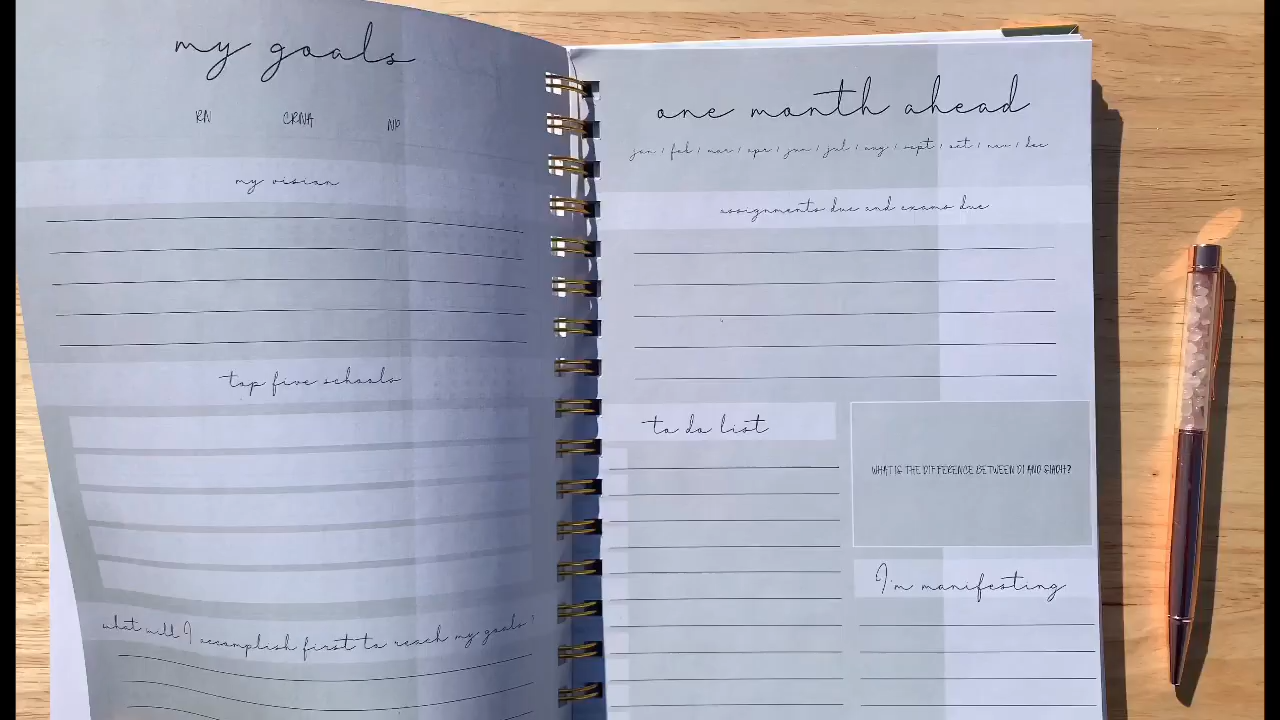 my goals
RN CRNA NP
my vision
top five schools
what will I accomplish first to reach my goals?
one month ahead
jan / feb / mar / apr / jun / jul / aug / sept / oct / nov / dec
assignments due and exams due
to do list
WHAT IS THE DIFFERENCE BETWEEN DI AND SIADH?
I'm manifesting